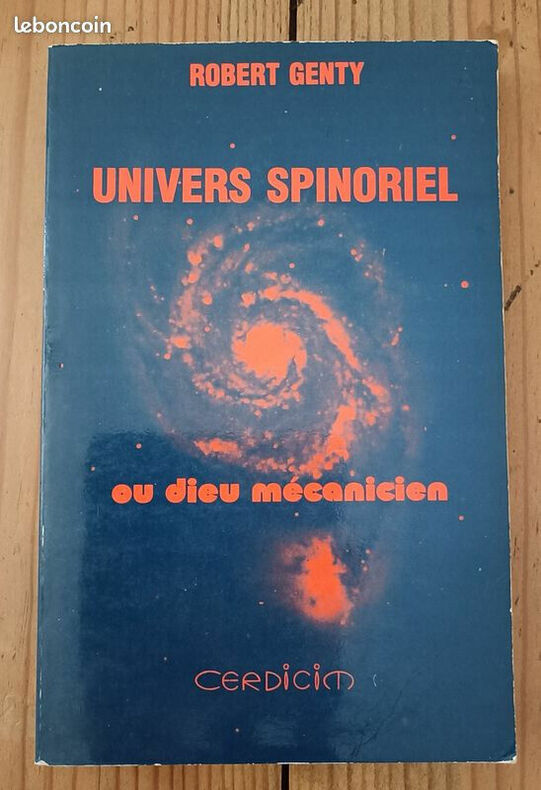 leboncoin
ROBERT GENTY
UNIVERS SPINORIEL
ou dieu mécanicien
CERDICIM